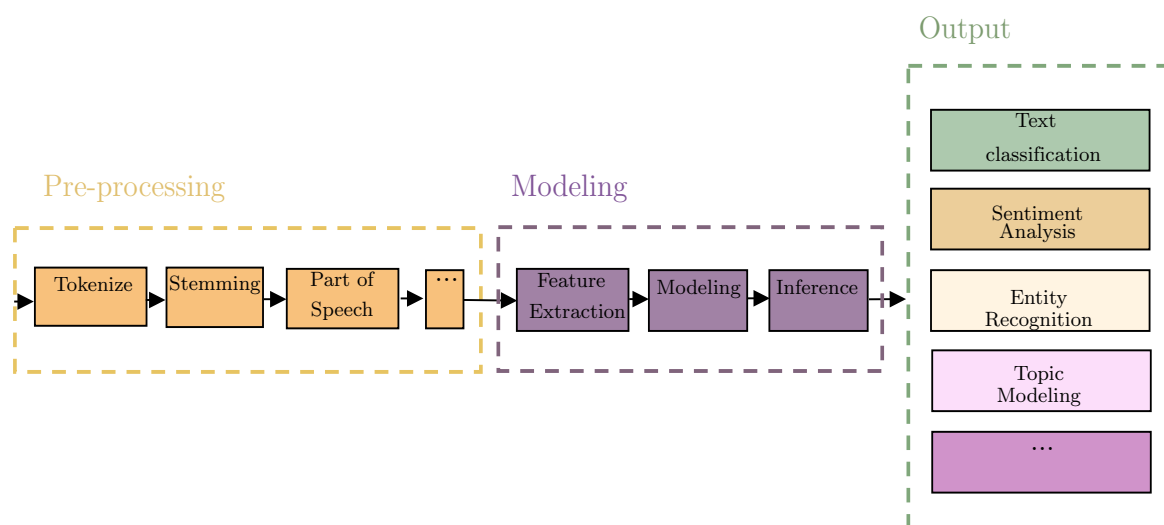 Output
Text
classification
Pre-processing
Modeling
Sentiment
Analysis
Tokenize
Stemming
Part of
Speech
...
Feature
Extraction
Modeling
Inference
Entity
Recognition
Topic
Modeling
...